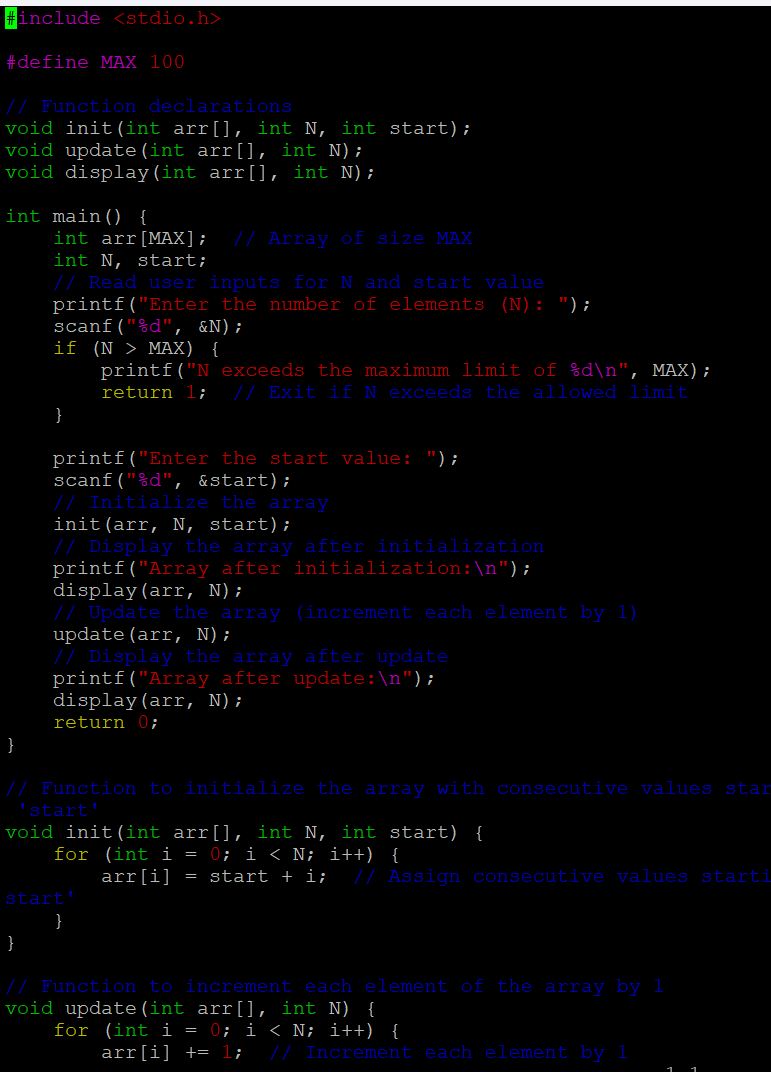 #include <stdio.h>
#define MAX 100
// Function declarations
void init(int arr[], int N, int start);
void update(int arr[], int N);
void display(int arr[], int N);
int main() {
    int arr[MAX];  // Array of size MAX
    int N, start;
    // Read user inputs for N and start value
    printf("Enter the number of elements (N): ");
    scanf("%d", &N);
    if (N > MAX) {
        printf("N exceeds the maximum limit of %d\n", MAX);
        return 1;  // Exit if N exceeds the allowed limit
    }
    printf("Enter the start value: ");
    scanf("%d", &start);
    // Initialize the array
    init(arr, N, start);
    // Display the array after initialization
    printf("Array after initialization:\n");
    display(arr, N);
    // Update the array (increment each element by 1)
    update(arr, N);
    // Display the array after update
    printf("Array after update:\n");
    display(arr, N);
    return 0;
}
// Function to initialize the array with consecutive values star
 'start'
void init(int arr[], int N, int start) {
    for (int i = 0; i < N; i++) {
        arr[i] = start + i;  // Assign consecutive values starti
start'
    }
}
// Function to increment each element of the array by 1
void update(int arr[], int N) {
    for (int i = 0; i < N; i++) {
        arr[i] += 1;  // Increment each element by 1